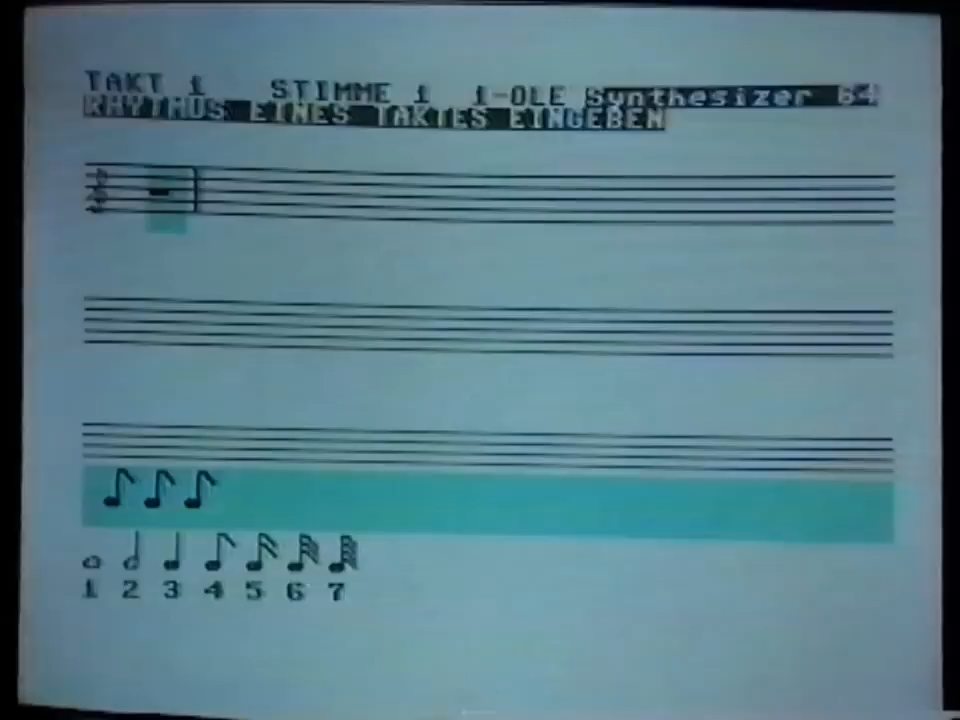 TAKT 1 STIMME 1 1-OLE Synthesizer 64
RHYTMUS EINES TAKTES EINGEBEN
1 2 3 4 5 6 7